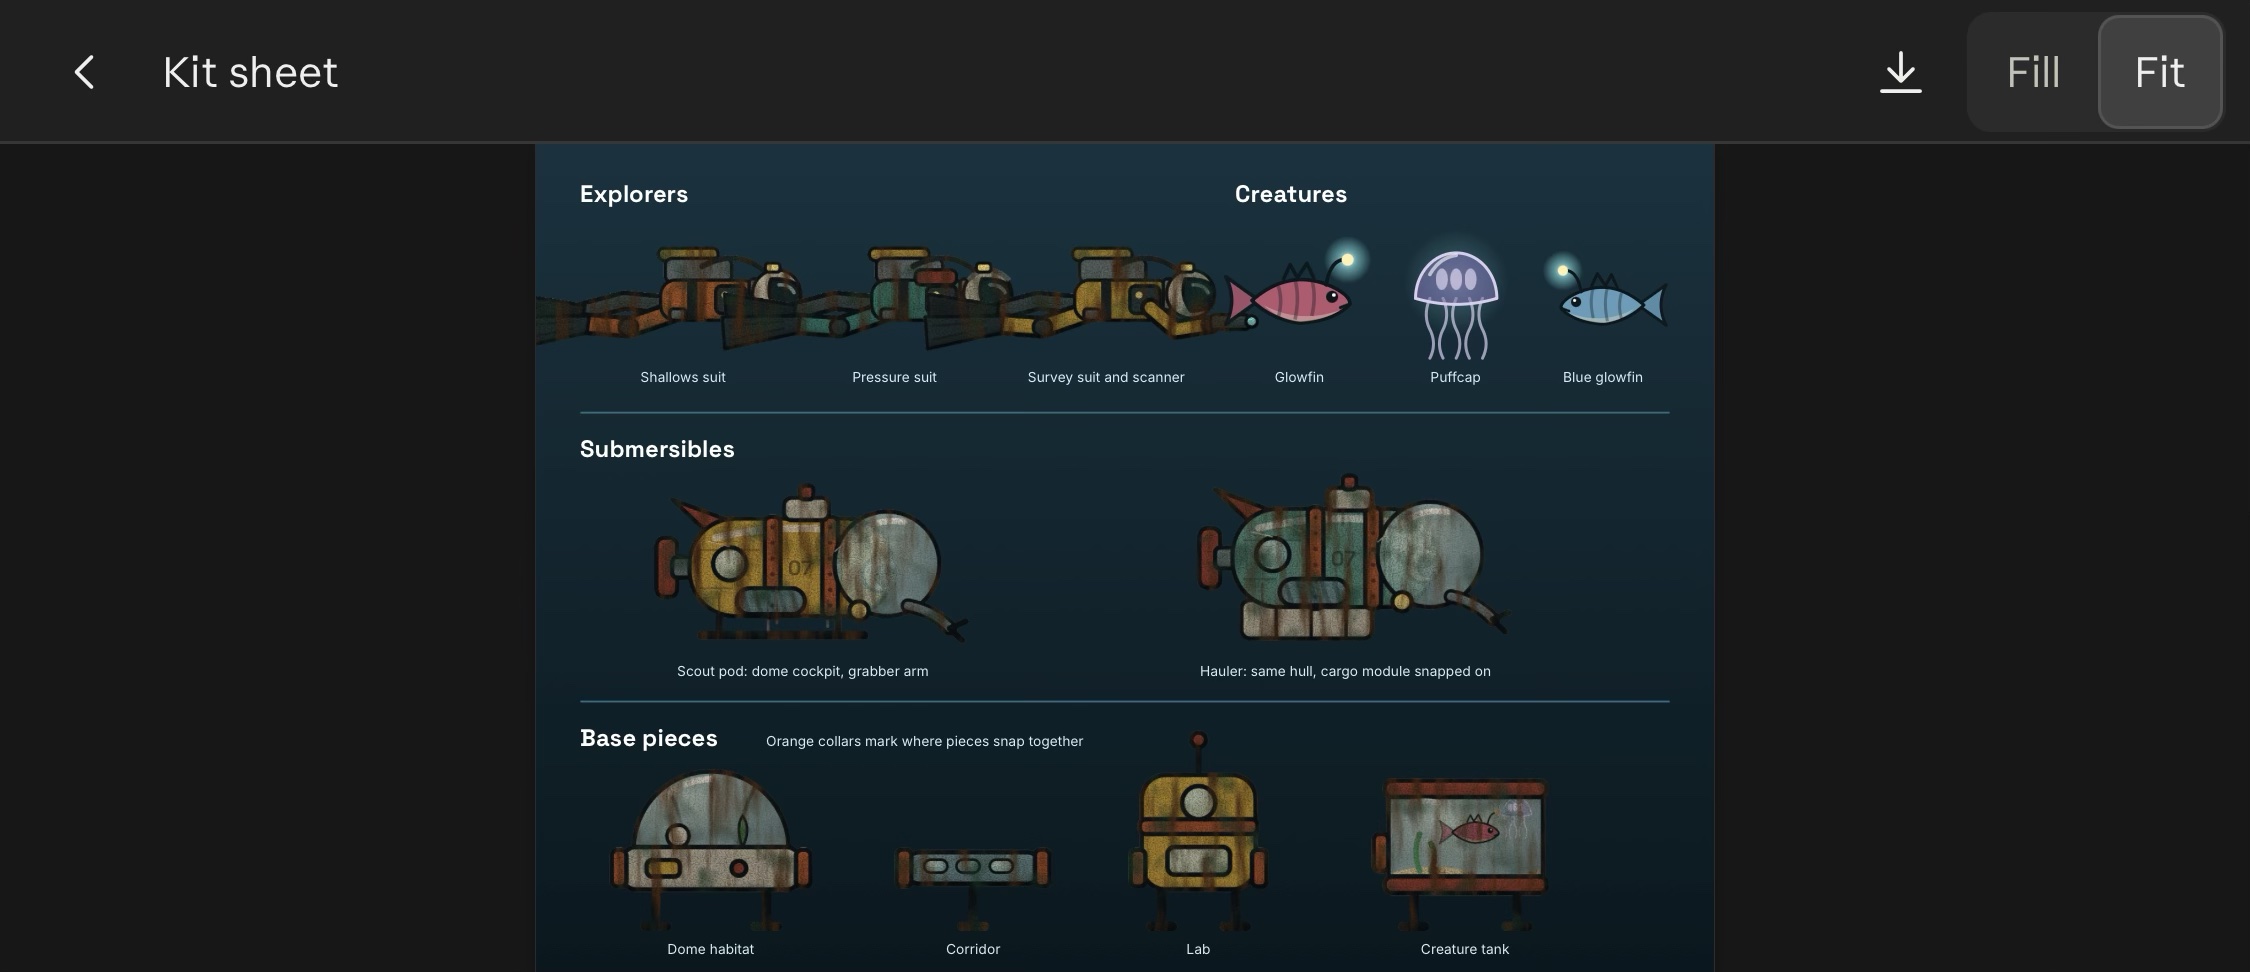 Kit sheet
Fill
Fit
Explorers
Creatures
Shallows suit
Pressure suit
Survey suit and scanner
Glowfin
Puffcap
Blue glowfin
Submersibles
07
07
Scout pod: dome cockpit, grabber arm
Hauler: same hull, cargo module snapped on
Base pieces
Orange collars mark where pieces snap together
Dome habitat
Corridor
Lab
Creature tank